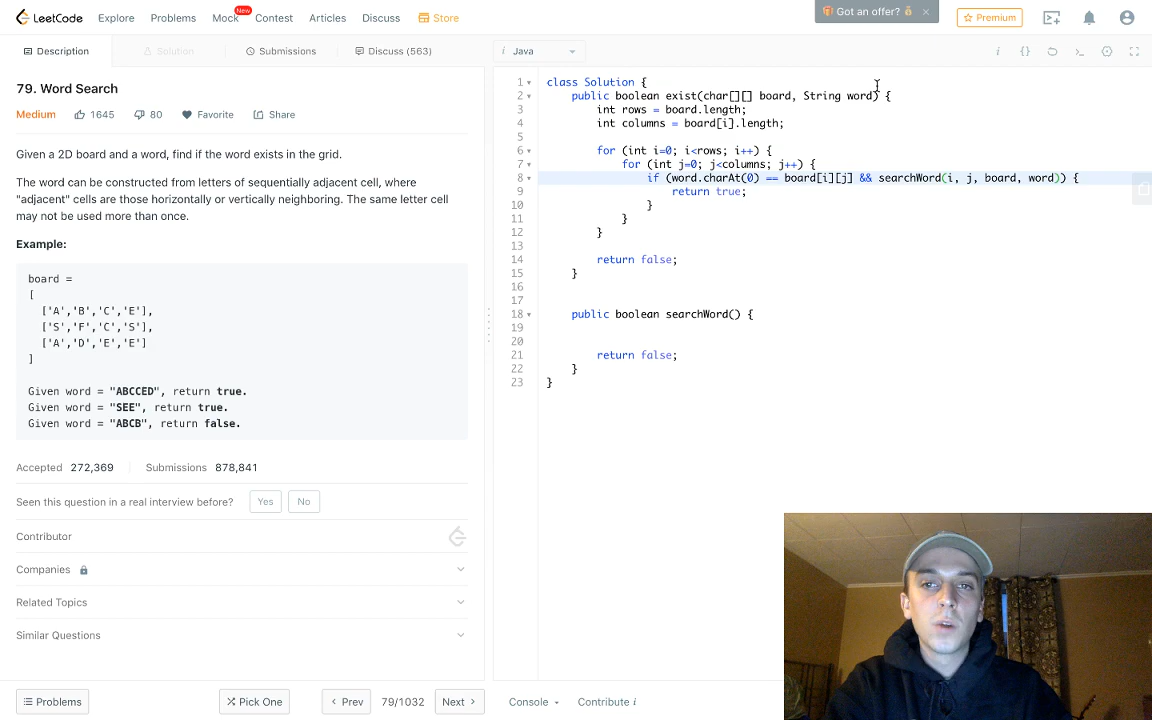 LeetCode Explore Problems Mock New Contest Articles Discuss Store Got an offer? × Premium
Description Solution Submissions Discuss (563) i Java
79. Word Search
Medium 1645 80 Favorite Share
Given a 2D board and a word, find if the word exists in the grid.
The word can be constructed from letters of sequentially adjacent cell, where
"adjacent" cells are those horizontally or vertically neighboring. The same letter cell
may not be used more than once.
Example:
board =
[
['A','B','C','E'],
['S','F','C','S'],
['A','D','E','E']
]
Given word = "ABCCED", return true.
Given word = "SEE", return true.
Given word = "ABCB", return false.
Accepted 272,369 Submissions 878,841
Seen this question in a real interview before? Yes No
Contributor
Companies
Related Topics
Similar Questions
Problems Pick One < Prev 79/1032 Next >
1 class Solution {
2 public boolean exist(char[][] board, String word) {
3 int rows = board.length;
4 int columns = board[i].length;
5
6 for (int i=0; i<rows; i++) {
7 for (int j=0; j<columns; j++) {
8 if (word.charAt(0) == board[i][j] && searchWord(i, j, board, word)) {
9 return true;
10 }
11 }
12 }
13
14 return false;
15 }
16
17
18 public boolean searchWord() {
19
20
21 return false;
22 }
23 }
Console Contribute i